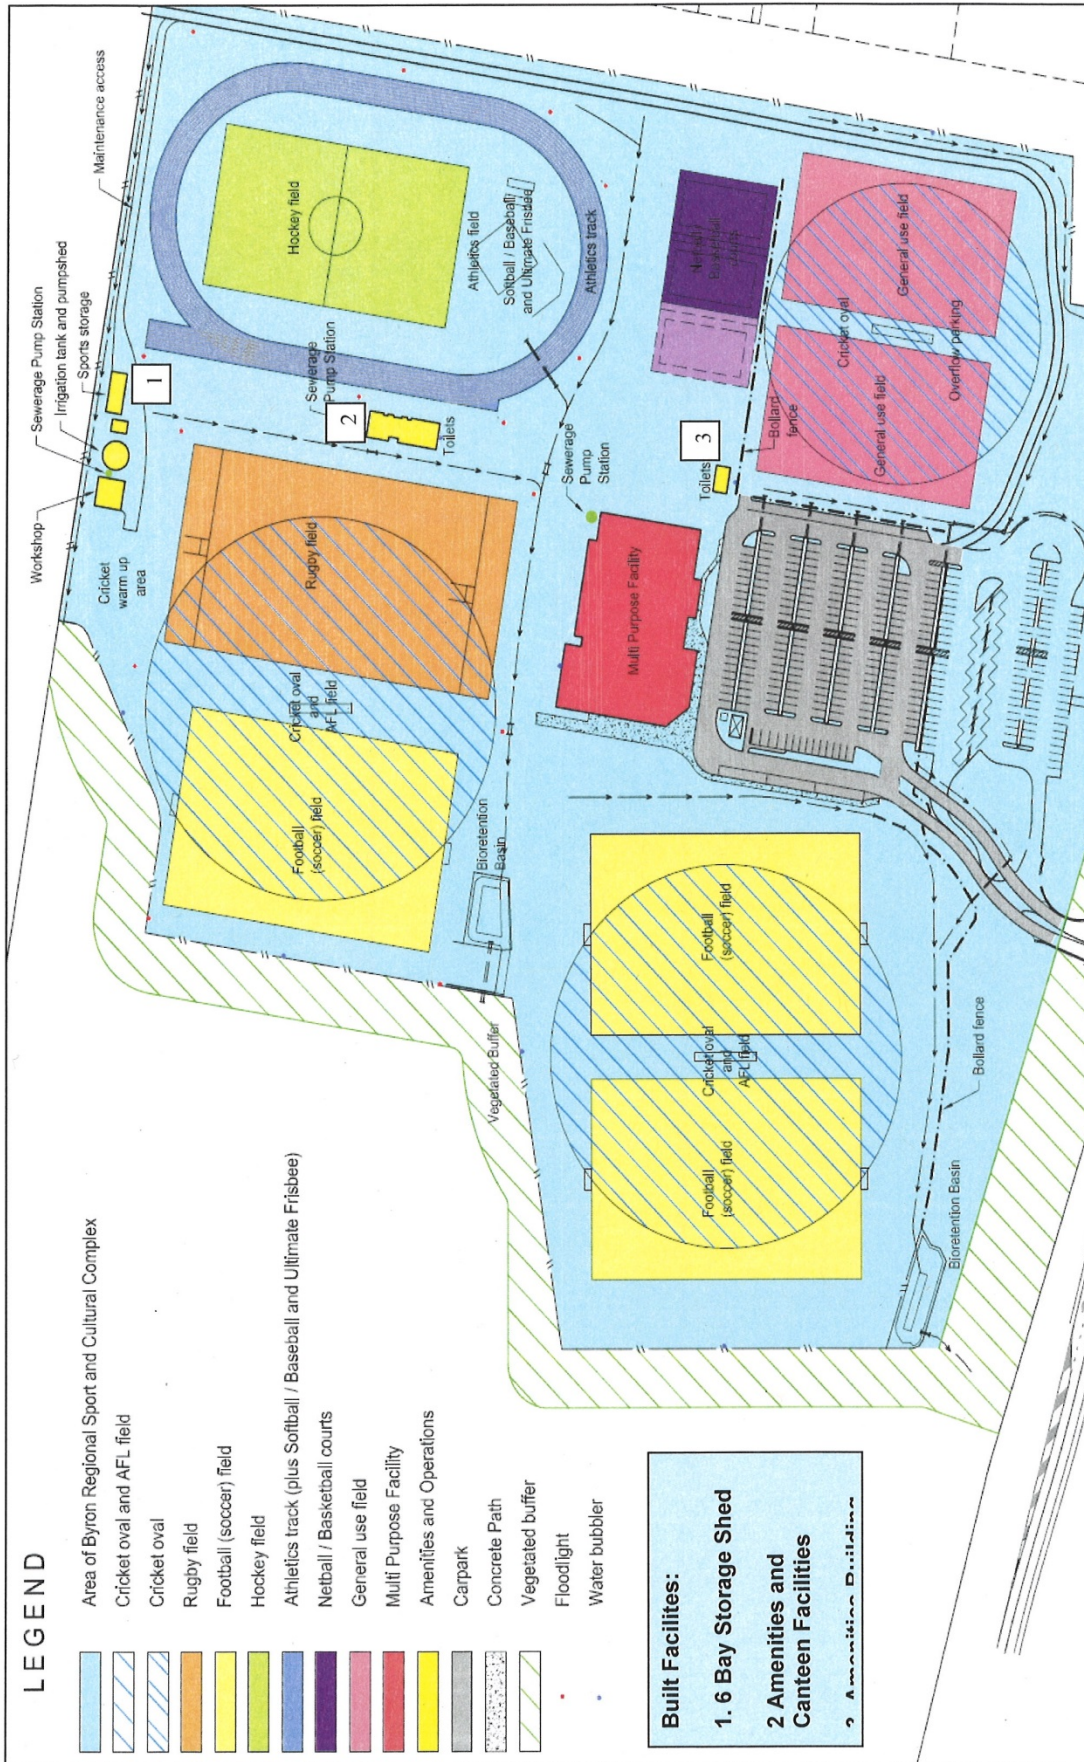 LEGEND
Area of Byron Regional Sport and Cultural Complex
Cricket oval and AFL field
Cricket oval
Rugby field
Football (soccer) field
Hockey field
Athletics track (plus Softball / Baseball and Ultimate Frisbee)
Netball / Basketball courts
General use field
Multi Purpose Facility
Amenities and Operations
Carpark
Concrete Path
Vegetated buffer
Floodlight
Water bubbler
Built Facilites:
1. 6 Bay Storage Shed
2 Amenities and
Canteen Facilities
Workshop
Sewerage Pump Station
Irrigation tank and pumpshed
Sports storage
Maintenance access
1
Cricket
warm up
area
Hockey field
Athletics field
Softball / Baseball
and Ultimate Frisbee
Athletics track
Sewerage
Pump Station
2
Toilets
Rugby field
Cricket oval
and
AFL field
Football
(soccer) field
Bioretention
Basin
Vegetated Buffer
Sewerage
Pump
Station
Multi Purpose Facility
Toilets
3
Bollard
fence
Netball /
Basketball
General use field
Cricket oval
General use field
Overflow parking
Football
(soccer) field
Cricket oval
and
AFL field
Football
(soccer) field
Bollard fence
Bioretention Basin